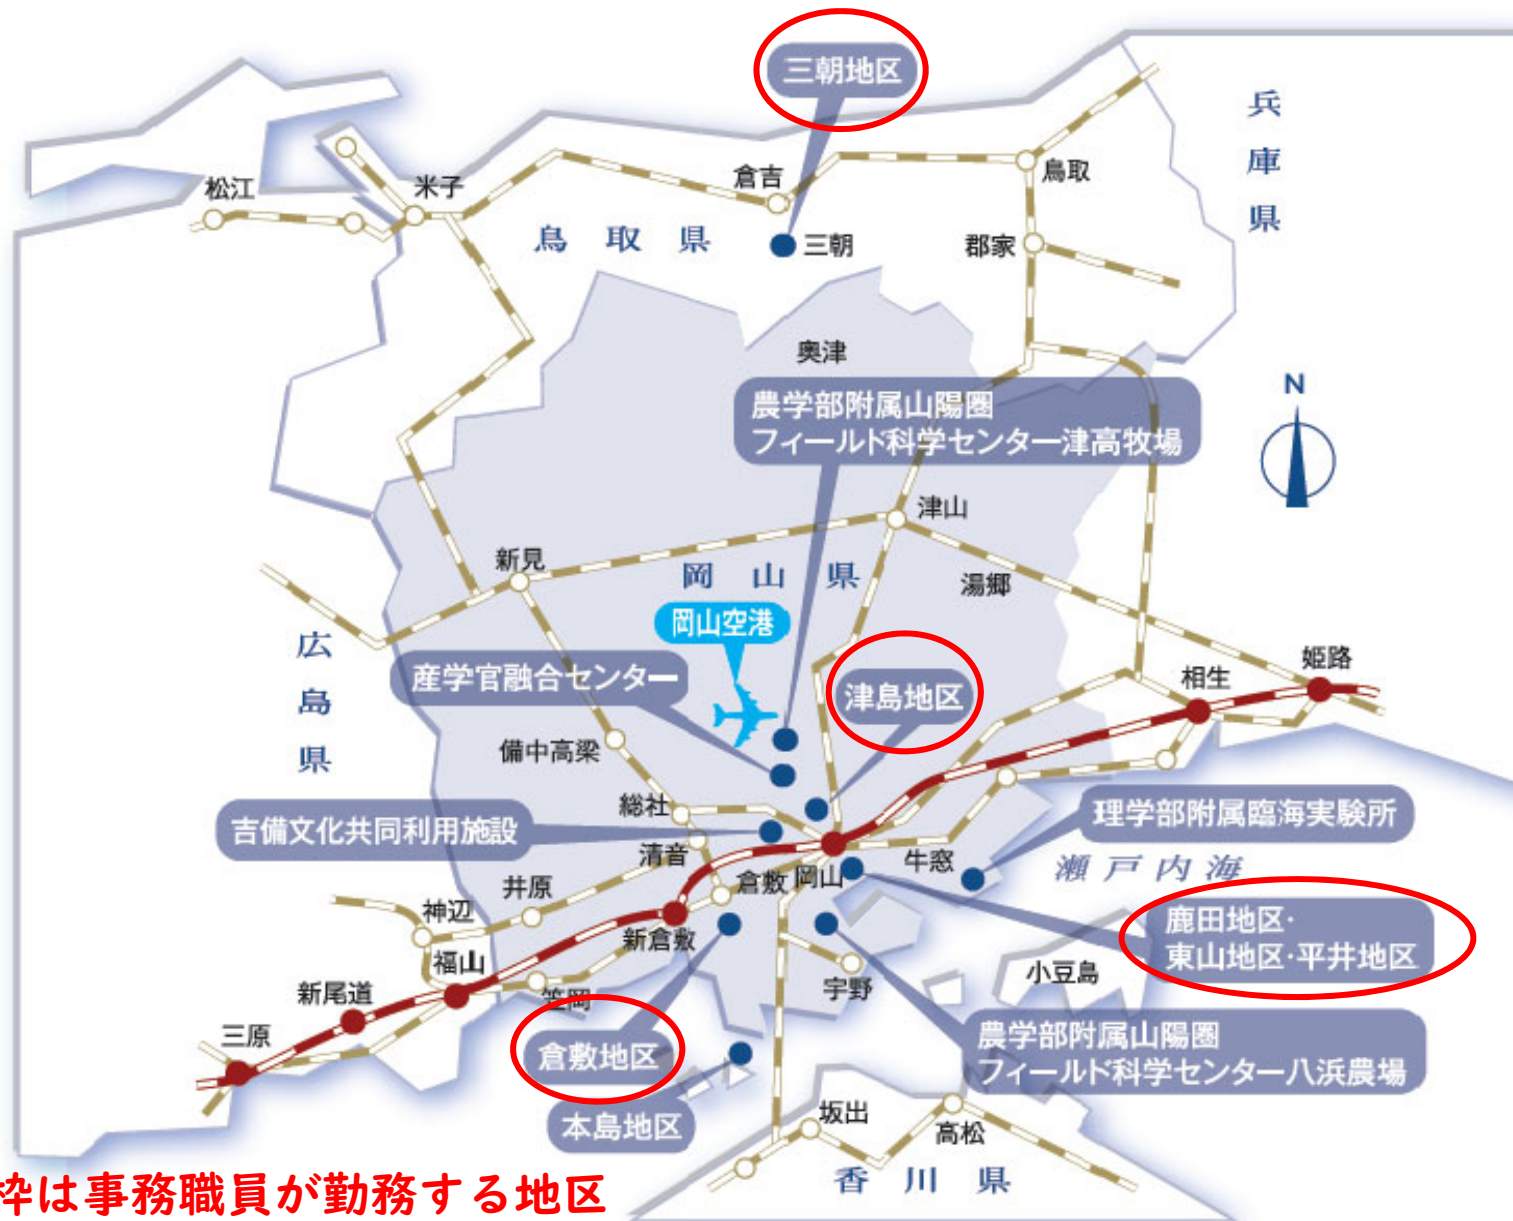 三朝地区
兵庫県
松江
米子
倉吉
鳥取
鳥取県
三朝
郡家
奥津
農学部附属山陽圏
フィールド科学センター津高牧場
N
津山
新見
岡山県
湯郷
岡山空港
広島県
産学官融合センター
津島地区
姫路
相生
備中高梁
総社
吉備文化共同利用施設
清音
理学部附属臨海実験所
牛窓
瀬戸内海
倉敷
岡山
井原
神辺
新倉敷
鹿田地区・
東山地区・平井地区
福山
小豆島
新尾道
笠岡
宇野
三原
倉敷地区
農学部附属山陽圏
フィールド科学センター八浜農場
本島地区
坂出
高松
香川県
枠は事務職員が勤務する地区